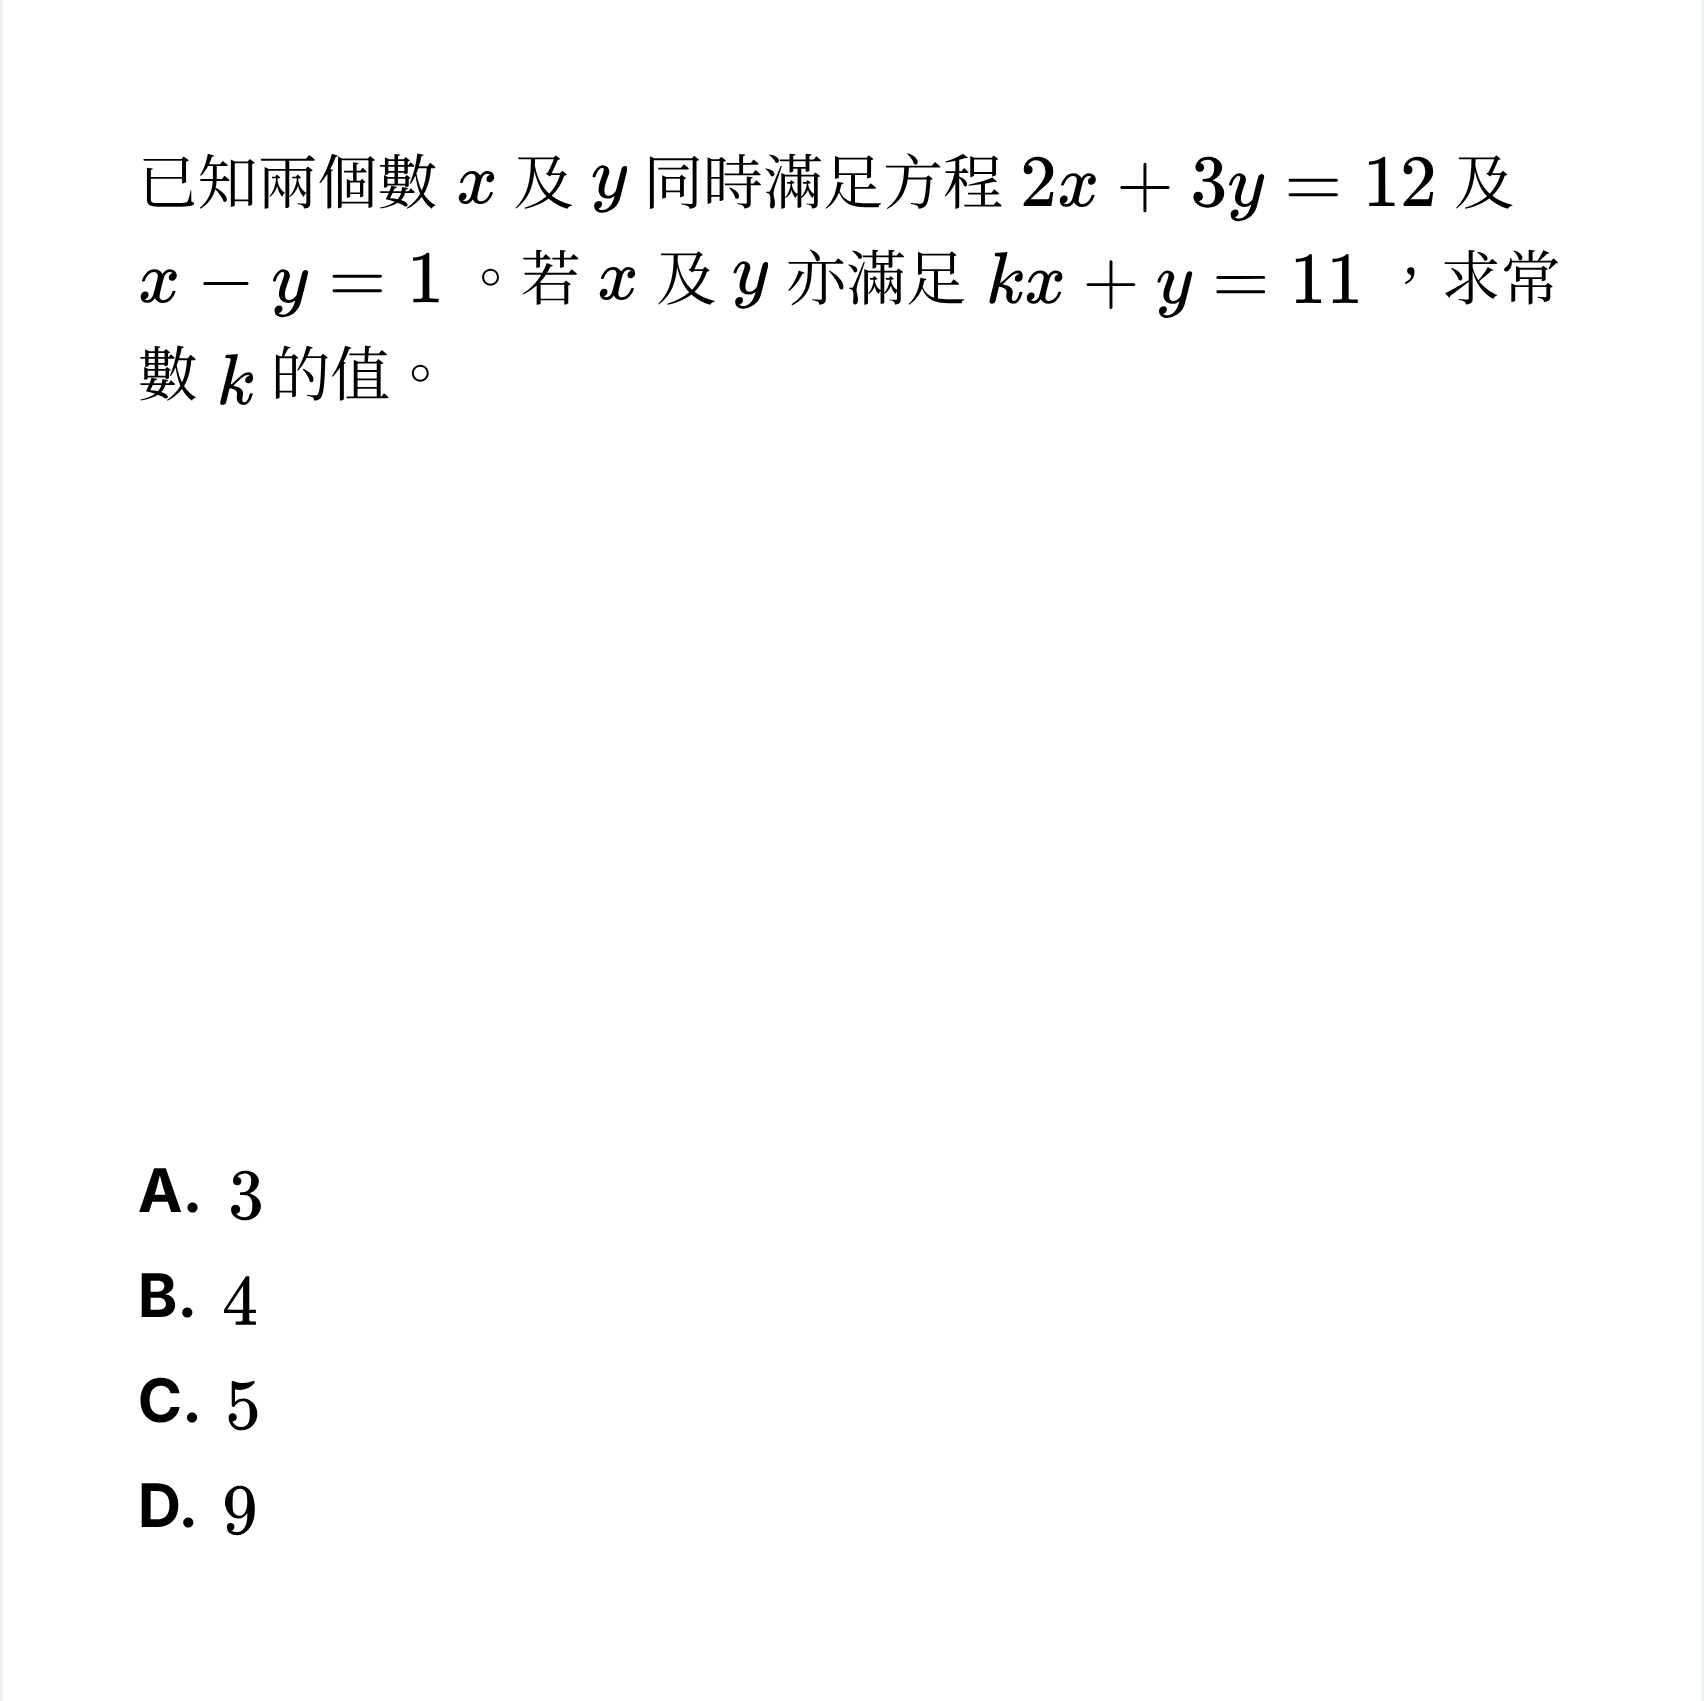 已知兩個數 x 及 y 同時滿足方程 2x + 3y = 12 及
x − y = 1 。若 x 及 y 亦滿足 kx + y = 11 ，求常
數 k 的值。
A. 3
B. 4
C. 5
D. 9